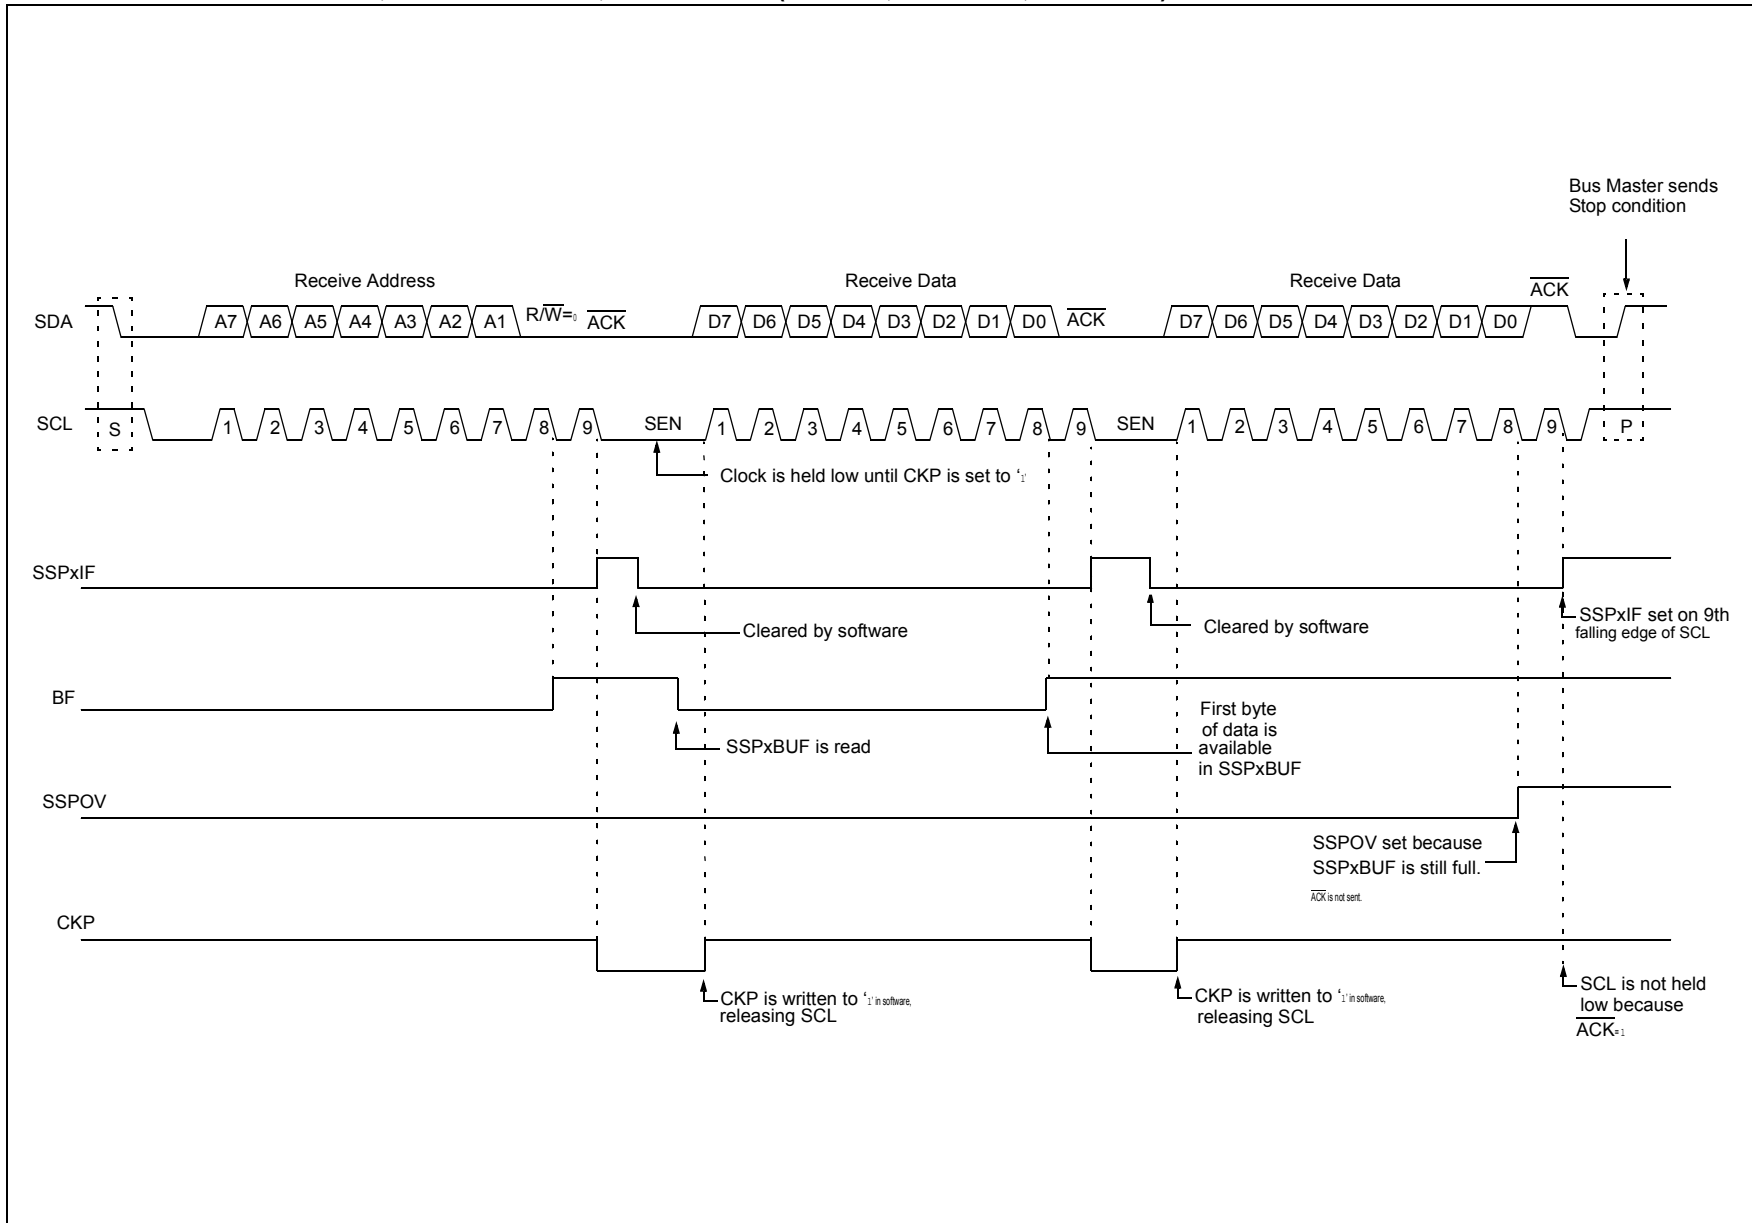 Bus Master sends
Stop condition
Receive Address
Receive Data
Receive Data
ACK
SDA
A7 A6 A5 A4 A3 A2 A1 R/W=0 ACK
D7 D6 D5 D4 D3 D2 D1 D0 ACK
D7 D6 D5 D4 D3 D2 D1 D0
SCL
S 1 2 3 4 5 6 7 8 9 SEN 1 2 3 4 5 6 7 8 9 SEN 1 2 3 4 5 6 7 8 9 P
Clock is held low until CKP is set to ‘1’
SSPxIF
Cleared by software
Cleared by software
SSPxIF set on 9th
falling edge of SCL
BF
SSPxBUF is read
First byte
of data is
available
in SSPxBUF
SSPOV
SSPOV set because
SSPxBUF is still full.
ACK is not sent.
CKP
CKP is written to ‘1’ in software,
releasing SCL
CKP is written to ‘1’ in software,
releasing SCL
SCL is not held
low because
ACK= 1